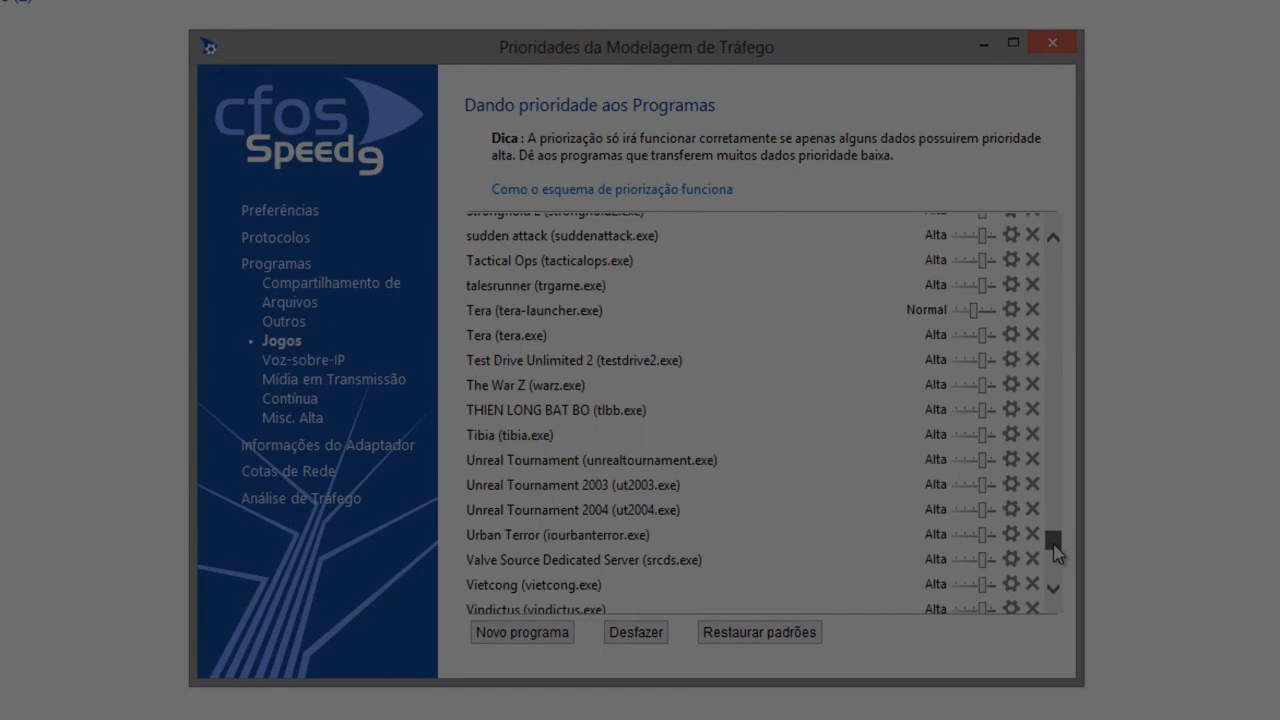 Prioridades da Modelagem de Tráfego
cfos
Speed9
Preferências
Protocolos
Programas
Compartilhamento de
Arquivos
Outros
• Jogos
Voz-sobre-IP
Mídia em Transmissão
Contínua
Misc. Alta
Informações do Adaptador
Cotas de Rede
Análise de Tráfego
Dando prioridade aos Programas
Dica : A priorização só irá funcionar corretamente se apenas alguns dados possuirem prioridade
alta. Dê aos programas que transferem muitos dados prioridade baixa.
Como o esquema de priorização funciona
Stronghold 2 (stronghold2.exe) Alta
sudden attack (suddenattack.exe) Alta
Tactical Ops (tacticalops.exe) Alta
talesrunner (trgame.exe) Alta
Tera (tera-launcher.exe) Normal
Tera (tera.exe) Alta
Test Drive Unlimited 2 (testdrive2.exe) Alta
The War Z (warz.exe) Alta
THIEN LONG BAT BO (tlbb.exe) Alta
Tibia (tibia.exe) Alta
Unreal Tournament (unrealtournament.exe) Alta
Unreal Tournament 2003 (ut2003.exe) Alta
Unreal Tournament 2004 (ut2004.exe) Alta
Urban Terror (iourbanterror.exe) Alta
Valve Source Dedicated Server (srcds.exe) Alta
Vietcong (vietcong.exe) Alta
Vindictus (vindictus.exe) Alta
Novo programa Desfazer Restaurar padrões